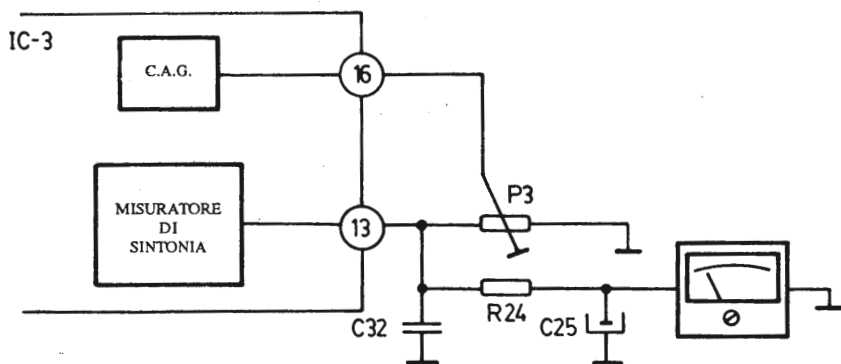 IC-3
C.A.G.
16
P3
MISURATORE
DI
SINTONIA
13
R24
C32
C25